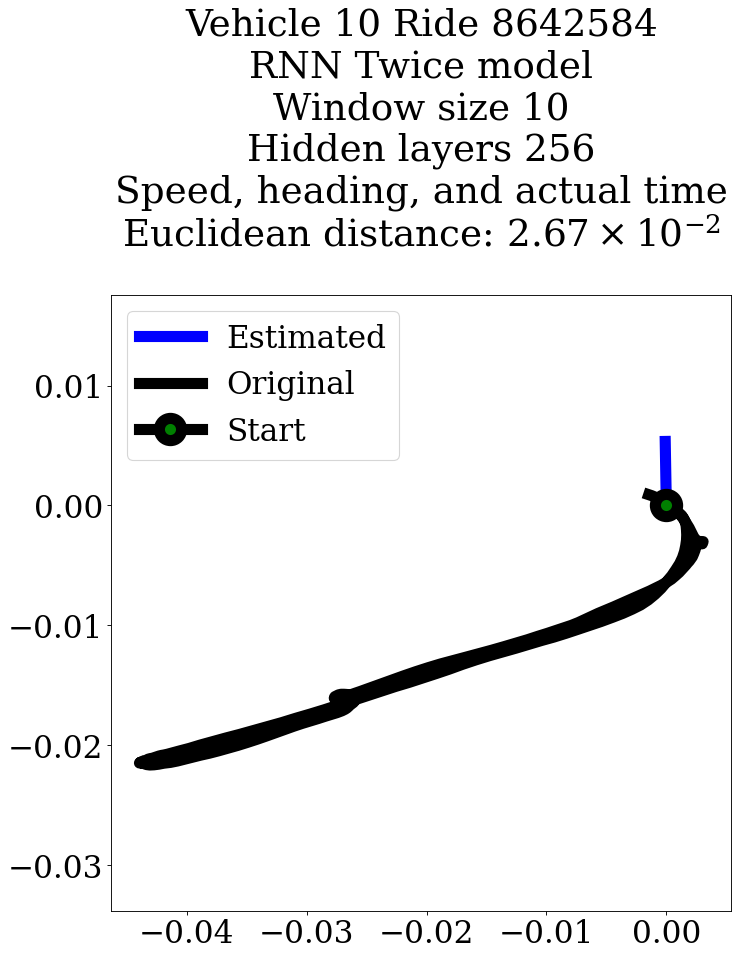 Vehicle 10 Ride 8642584
RNN Twice model
Window size 10
Hidden layers 256
Speed, heading, and actual time
Euclidean distance: 2.67 × 10⁻²
Estimated
Original
Start
0.01
0.00
−0.01
−0.02
−0.03
−0.04 −0.03 −0.02 −0.01 0.00